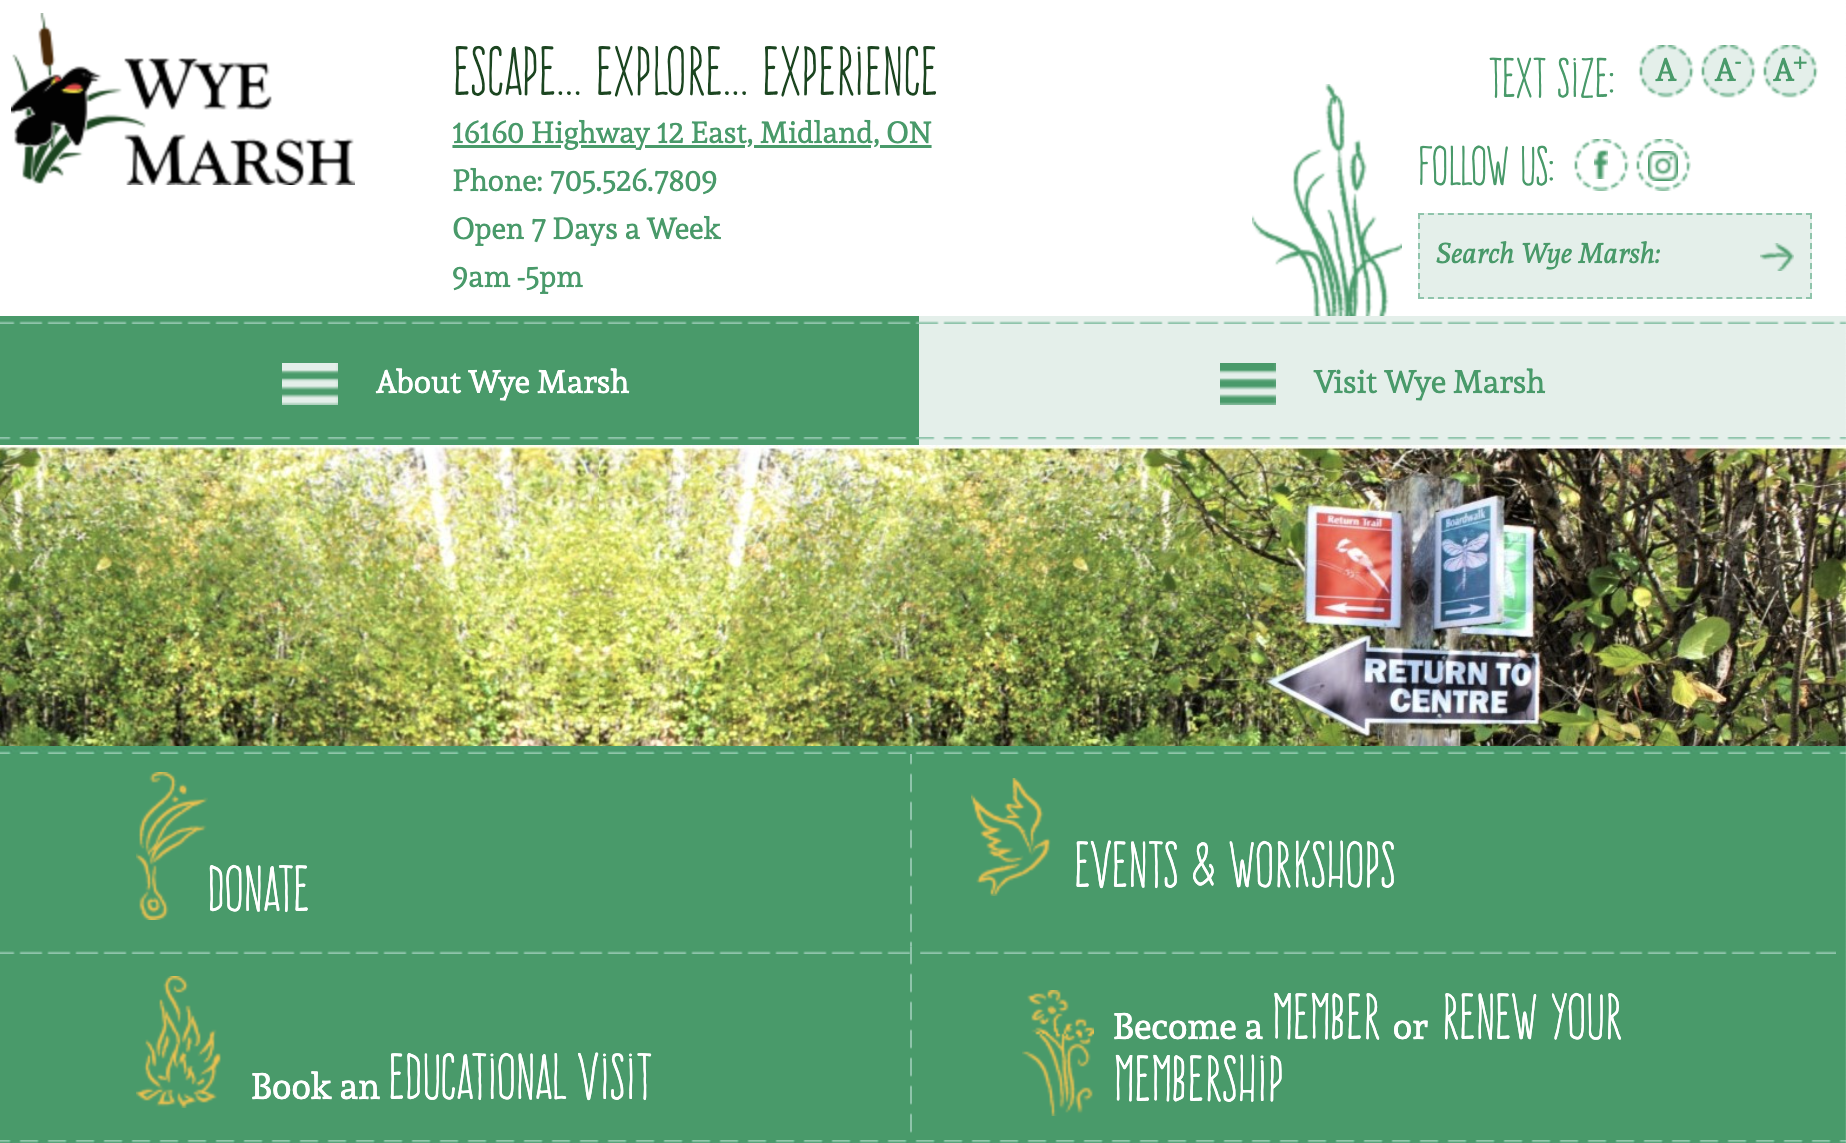 WYE
MARSH
ESCAPE... EXPLORE... EXPERIENCE
16160 Highway 12 East, Midland, ON
Phone: 705.526.7809
Open 7 Days a Week
9am -5pm
TEXT SIZE: A A- A+
FOLLOW US:
Search Wye Marsh:
About Wye Marsh
Visit Wye Marsh
Return Trail
Boardwalk
RETURN TO
CENTRE
DONATE
EVENTS & WORKSHOPS
Book an EDUCATIONAL VISIT
Become a MEMBER or RENEW YOUR
MEMBERSHIP